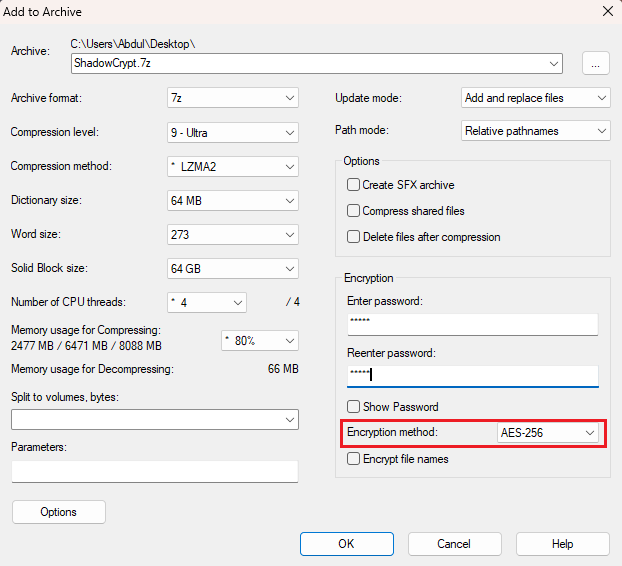 Add to Archive
Archive:
C:\Users\Abdul\Desktop\
ShadowCrypt.7z
...
Archive format:
7z
Compression level:
9 - Ultra
Compression method:
* LZMA2
Dictionary size:
64 MB
Word size:
273
Solid Block size:
64 GB
Number of CPU threads:
* 4
/ 4
Memory usage for Compressing:
2477 MB / 6471 MB / 8088 MB
* 80%
Memory usage for Decompressing:
66 MB
Split to volumes, bytes:
Parameters:
Options
Update mode:
Add and replace files
Path mode:
Relative pathnames
Options
Create SFX archive
Compress shared files
Delete files after compression
Encryption
Enter password:
*****
Reenter password:
*****
Show Password
Encryption method:
AES-256
Encrypt file names
OK
Cancel
Help